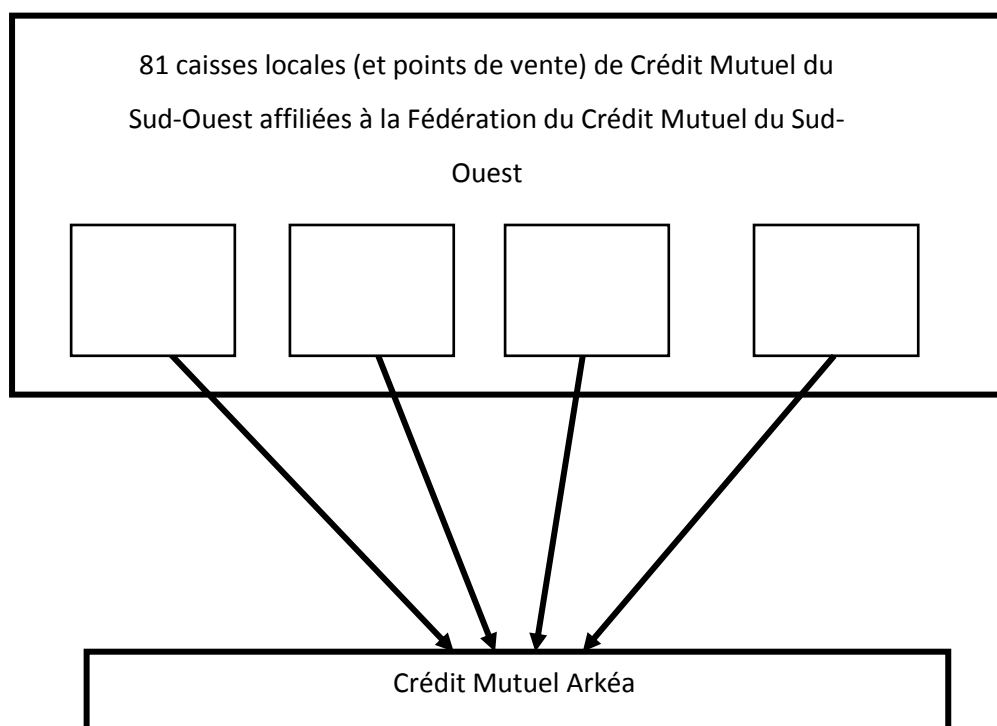 81 caisses locales (et points de vente) de Crédit Mutuel du
Sud-Ouest affiliées à la Fédération du Crédit Mutuel du Sud-
Ouest
Crédit Mutuel Arkéa